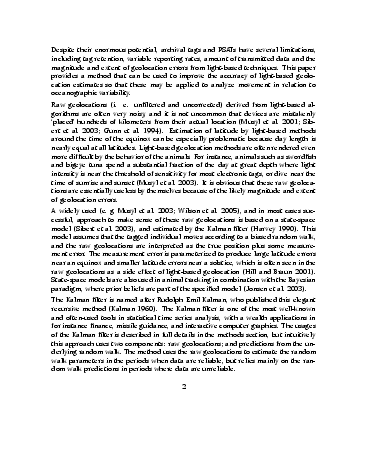 Despite their enormous potential, archival tags and PSATs have several limitations,
including tag retention, variable reporting rates, amount of transmitted data and the
magnitude and extent of geolocation errors from light-based techniques. This paper
provides a method that can be used to improve the accuracy of light-based geolo-
cation estimates so that these may be applied to analyze movement in relation to
oceanographic variability.
Raw geolocations (i. e. unfiltered and uncorrected) derived from light-based al-
gorithms are often very noisy and it is not uncommon that devices are mistakenly
'placed' hundreds of kilometers from their actual location (Musyl et al. 2001; Sib-
ert et al. 2003; Gunn et al. 1994). Estimation of latitude by light-based methods
around the time of the equinox can be especially problematic because day length is
nearly equal at all latitudes. Light-based geolocation methods are often rendered even
more difficult by the behavior of the animals. For instance, animals such as swordfish
and bigeye tuna spend a substantial fraction of the day at great depth where light
intensity is near the threshold of sensitivity for most electronic tags, or dive near the
time of sunrise and sunset (Musyl et al. 2003). It is obvious that these raw geoloca-
tions are essentially useless by themselves because of the likely magnitude and extent
of geolocation errors.
A widely used (e. g. Musyl et al. 2003; Wilson et al. 2005), and in most cases suc-
cessful, approach to make sense of these raw geolocations is based on a state-space
model (Sibert et al. 2003), and estimated by the Kalman filter (Harvey 1990). This
model assumes that the tagged individual moves according to a biased random walk,
and the raw geolocations are interpreted as the true position plus some measure-
ment error. The measurement error is parameterized to produce large latitude errors
near an equinox and smaller latitude errors near a solstice, which is often seen in the
raw geolocations as a side effect of light-based geolocation (Hill and Braun 2001).
State-space models are also used in animal tracking in combination with the Bayesian
paradigm, where prior beliefs are part of the specified model (Jonsen et al. 2003).
The Kalman filter is named after Rudolph Emil Kalman, who published this elegant
recursive method (Kalman 1960). The Kalman filter is one of the most well-known
and often-used tools in statistical time series analysis, with a wealth applications in
for instance finance, missile guidance, and interactive computer graphics. The usages
of the Kalman filter is described in full details in the methods section, but intuitively
this approach uses two components: raw geolocations; and predictions from the un-
derlying random walk. The method uses the raw geolocations to estimate the random
walk parameters in the periods when data are reliable, but relies mainly on the ran-
dom walk predictions in periods where data are unreliable.
2